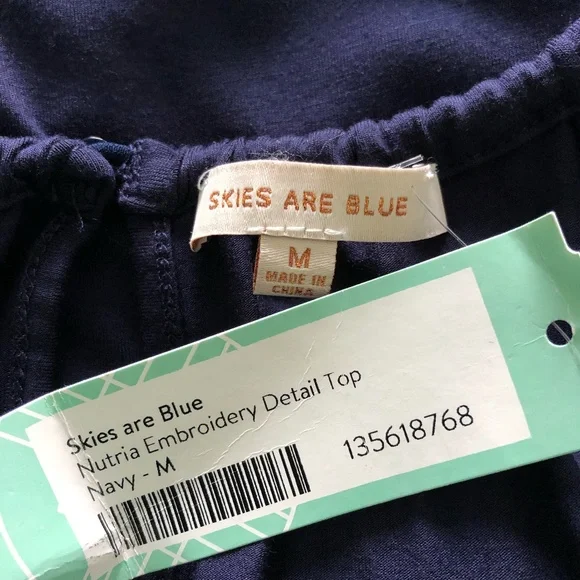 SKIES ARE BLUE
M
MADE IN
CHINA
Skies are Blue
Nutria Embroidery Detail Top
Navy - M
135618768